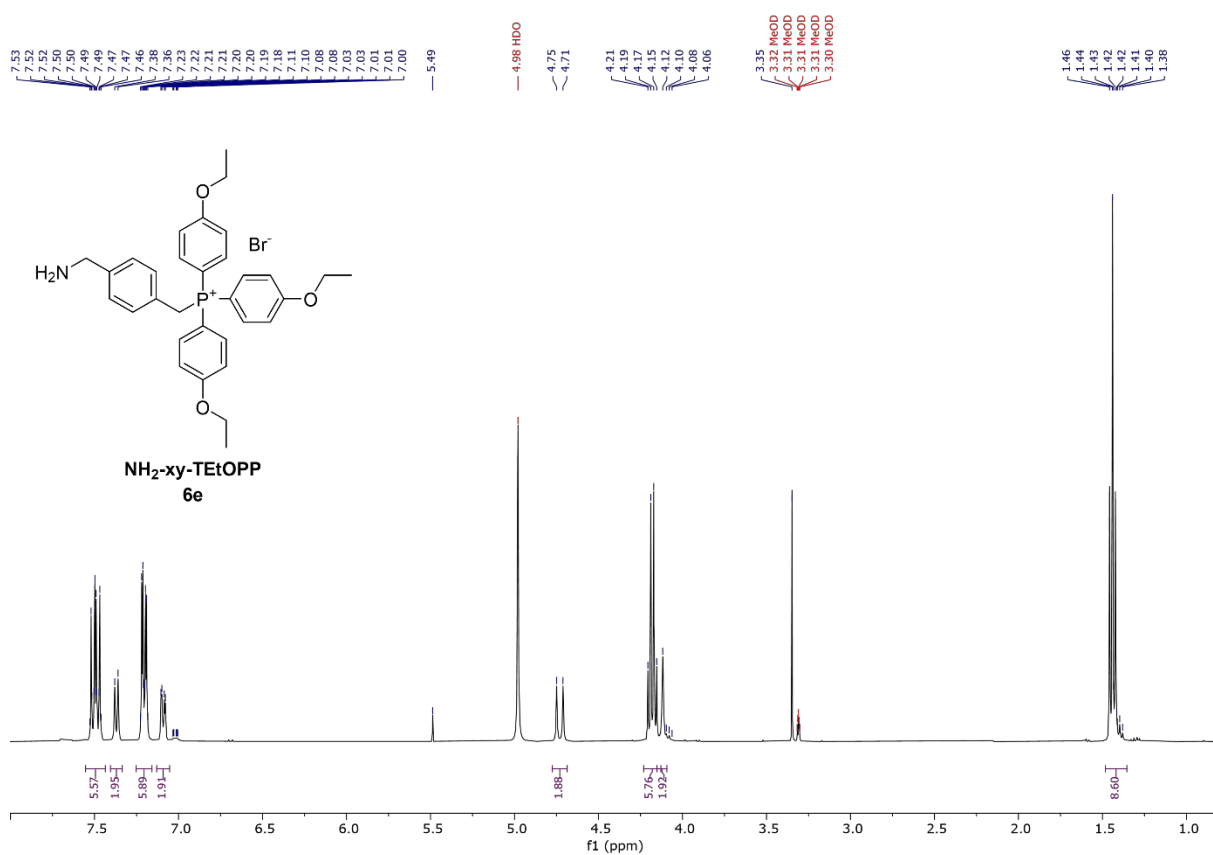 7.53 7.52 7.52 7.50 7.50 7.49 7.49 7.47 7.47 7.46 7.38 7.36 7.23 7.22 7.21 7.21 7.20 7.20 7.19 7.18 7.11 7.10 7.08 7.08 7.03 7.03 7.01 7.01 7.00 5.49 4.98 HDO 4.75 4.71 4.21 4.19 4.17 4.15 4.12 4.10 4.08 4.06 3.35 3.32 MeOD 3.31 MeOD 3.31 MeOD 3.31 MeOD 3.30 MeOD 1.46 1.44 1.43 1.42 1.42 1.41 1.40 1.38
O
Br-
H₂N
P+
O
O
NH₂-xy-TEtOPP
6e
5.57 1.95 5.89 1.91 1.88 5.76 1.92 8.60
7.5 7.0 6.5 6.0 5.5 5.0 4.5 4.0 3.5 3.0 2.5 2.0 1.5 1.0
f1 (ppm)